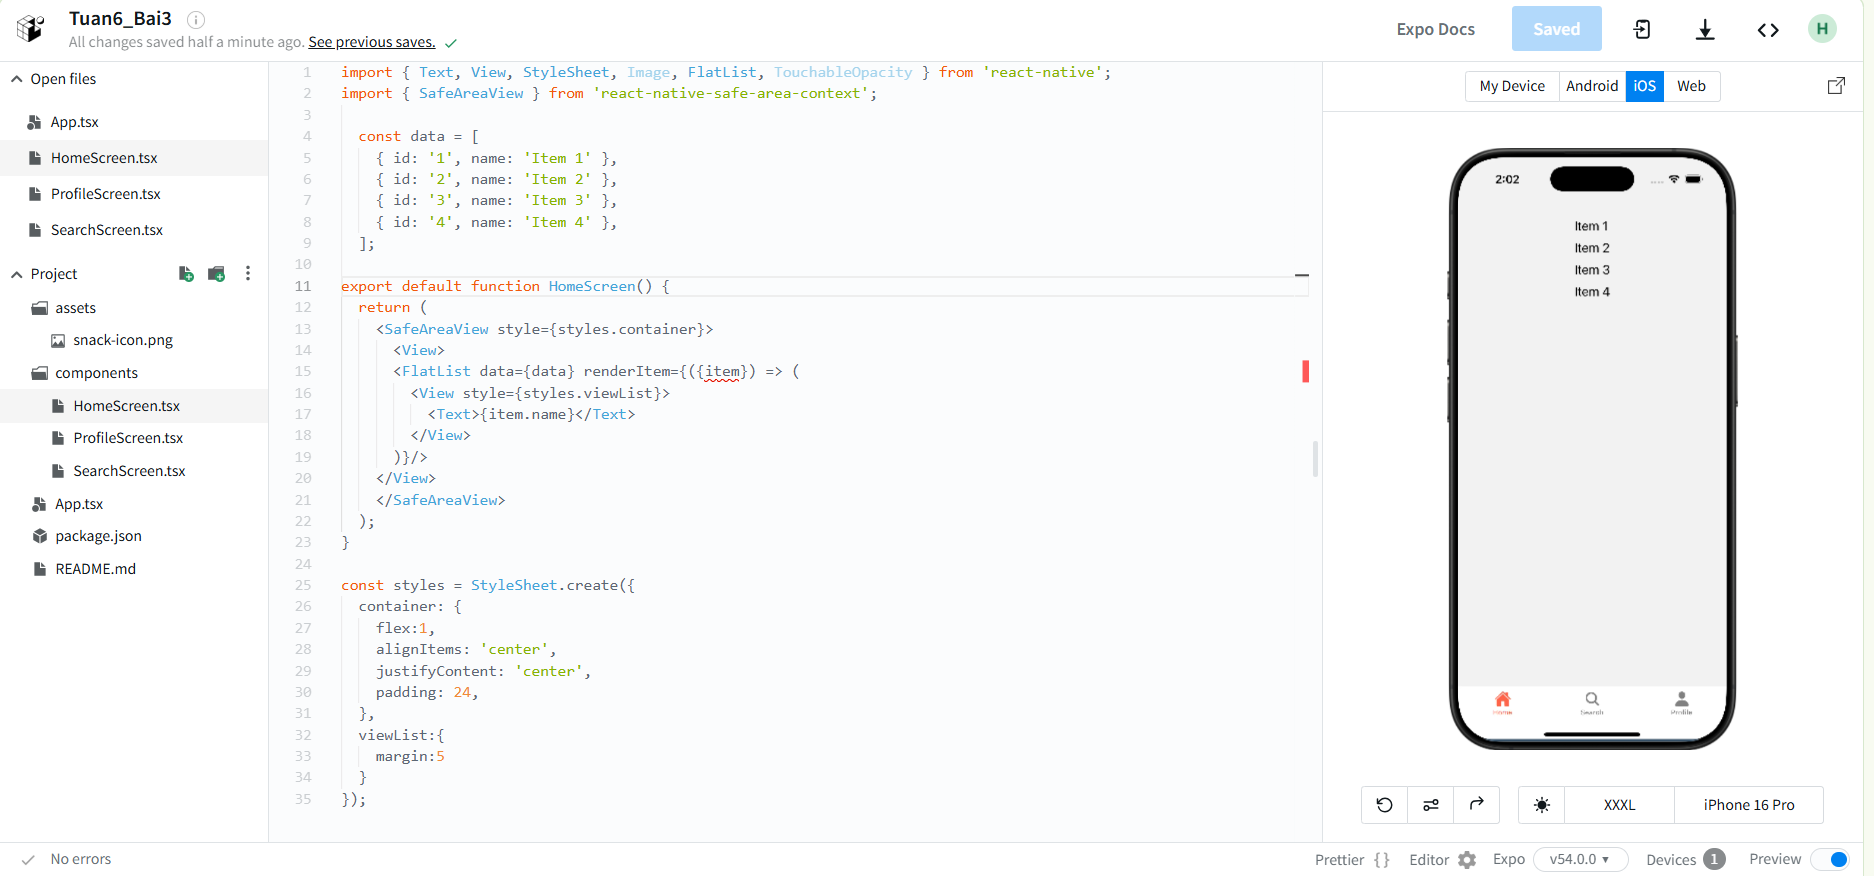 Tuan6_Bai3
All changes saved half a minute ago. See previous saves.
Expo Docs
Saved
H
Open files
App.tsx
HomeScreen.tsx
ProfileScreen.tsx
SearchScreen.tsx
Project
assets
snack-icon.png
components
HomeScreen.tsx
ProfileScreen.tsx
SearchScreen.tsx
App.tsx
package.json
README.md
1 import { Text, View, StyleSheet, Image, FlatList, TouchableOpacity } from 'react-native';
2 import { SafeAreaView } from 'react-native-safe-area-context';
3
4 const data = [
5 { id: '1', name: 'Item 1' },
6 { id: '2', name: 'Item 2' },
7 { id: '3', name: 'Item 3' },
8 { id: '4', name: 'Item 4' },
9 ];
10
11 export default function HomeScreen() {
12 return (
13 <SafeAreaView style={styles.container}>
14 <View>
15 <FlatList data={data} renderItem={({item}) => (
16 <View style={styles.viewList}>
17 <Text>{item.name}</Text>
18 </View>
19 )}/>
20 </View>
21 </SafeAreaView>
22 );
23 }
24
25 const styles = StyleSheet.create({
26 container: {
27 flex:1,
28 alignItems: 'center',
29 justifyContent: 'center',
30 padding: 24,
31 },
32 viewList:{
33 margin:5
34 }
35 });
My Device Android iOS Web
2:02
Item 1
Item 2
Item 3
Item 4
Home Search Profile
XXXL iPhone 16 Pro
No errors
Prettier {} Editor Expo v54.0.0 Devices 1 Preview